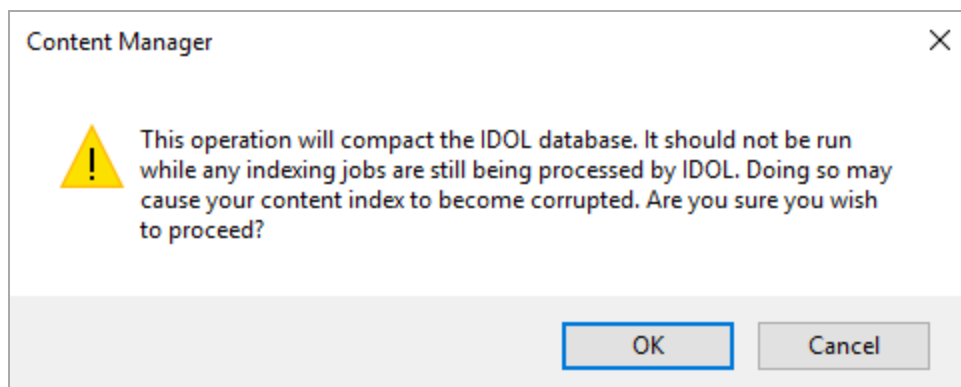 Content Manager
This operation will compact the IDOL database. It should not be run
while any indexing jobs are still being processed by IDOL. Doing so may
cause your content index to become corrupted. Are you sure you wish
to proceed?
OK
Cancel